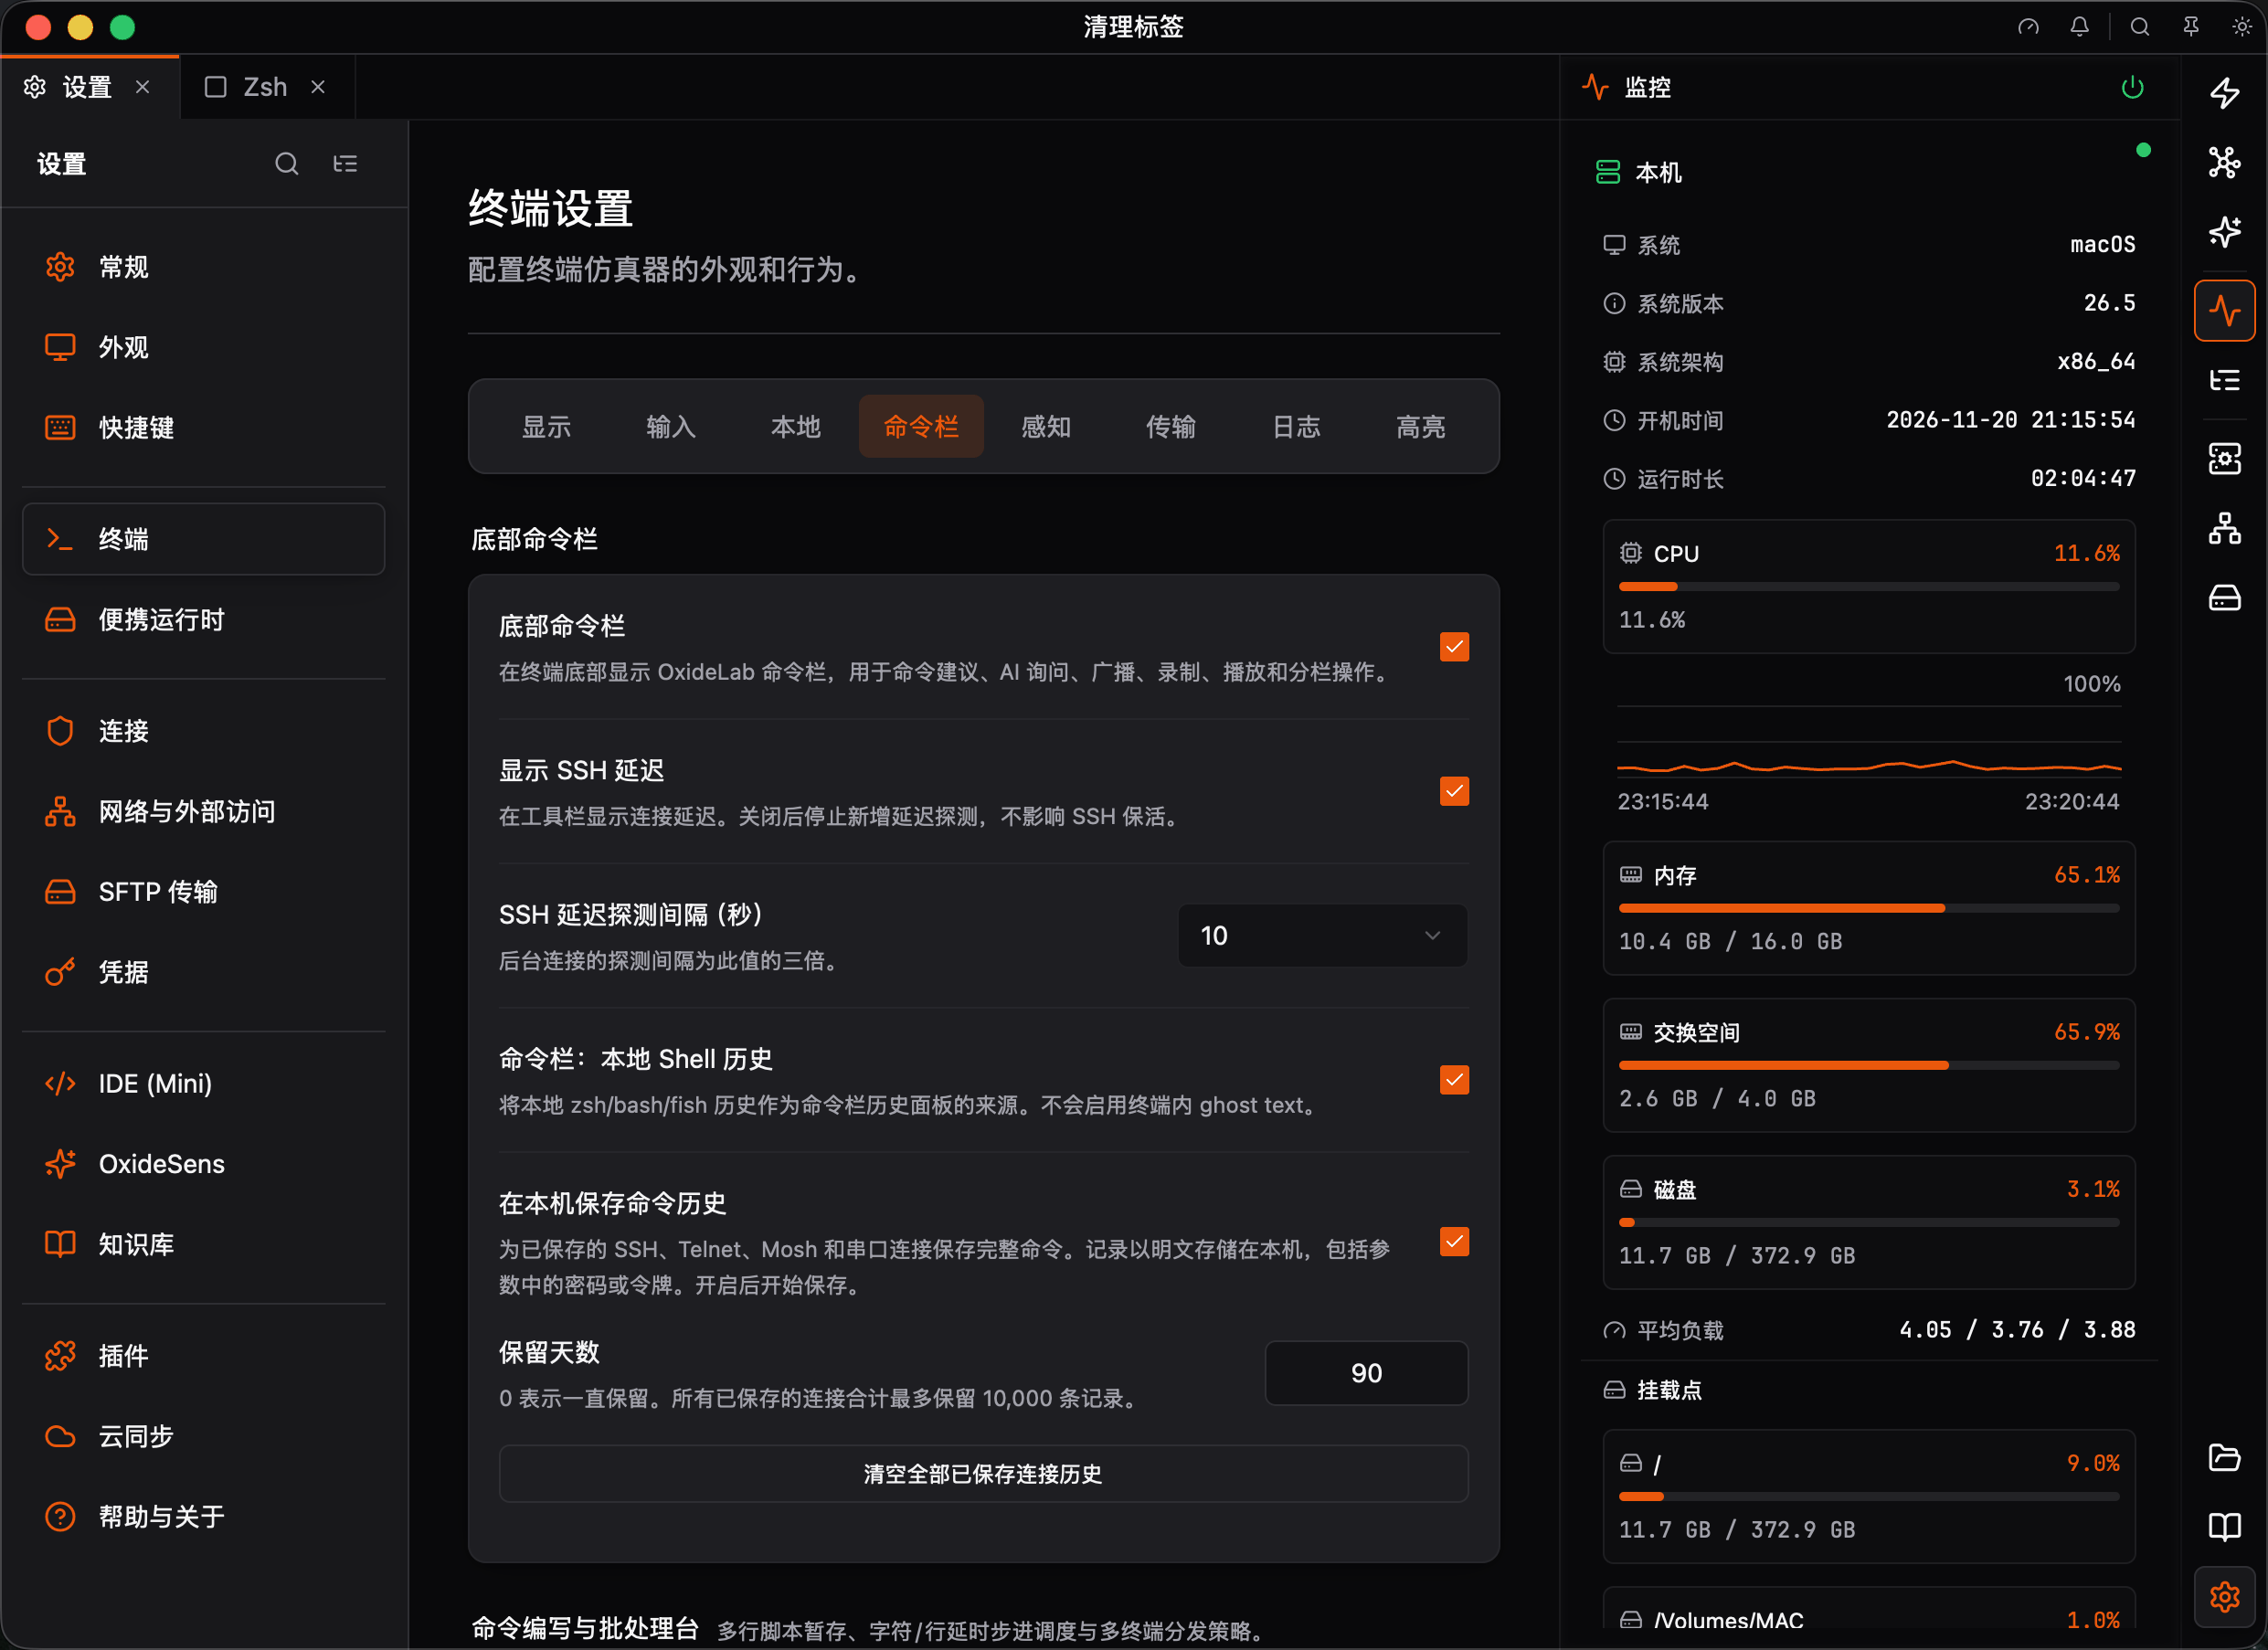 清理标签
设置
Zsh
设置
常规
外观
快捷键
终端
便携运行时
连接
网络与外部访问
SFTP 传输
凭据
IDE (Mini)
OxideSens
知识库
插件
云同步
帮助与关于
终端设置
配置终端仿真器的外观和行为。
显示 输入 本地 命令栏 感知 传输 日志 高亮
底部命令栏
底部命令栏
在终端底部显示 OxideLab 命令栏，用于命令建议、AI 询问、广播、录制、播放和分栏操作。
显示 SSH 延迟
在工具栏显示连接延迟。关闭后停止新增延迟探测，不影响 SSH 保活。
SSH 延迟探测间隔 (秒)
后台连接的探测间隔为此值的三倍。
10
命令栏：本地 Shell 历史
将本地 zsh/bash/fish 历史作为命令栏历史面板的来源。不会启用终端内 ghost text。
在本机保存命令历史
为已保存的 SSH、Telnet、Mosh 和串口连接保存完整命令。记录以明文存储在本机，包括参
数中的密码或令牌。开启后开始保存。
保留天数
0 表示一直保留。所有已保存的连接合计最多保留 10,000 条记录。
90
清空全部已保存连接历史
命令编写与批处理台 多行脚本暂存、字符/行延时步进调度与多终端分发策略。
监控
本机
系统 macOS
系统版本 26.5
系统架构 x86_64
开机时间 2026-11-20 21:15:54
运行时长 02:04:47
CPU 11.6%
11.6%
100%
23:15:44 23:20:44
内存 65.1%
10.4 GB / 16.0 GB
交换空间 65.9%
2.6 GB / 4.0 GB
磁盘 3.1%
11.7 GB / 372.9 GB
平均负载 4.05 / 3.76 / 3.88
挂载点
/ 9.0%
11.7 GB / 372.9 GB
/Volumes/MAC 1.0%